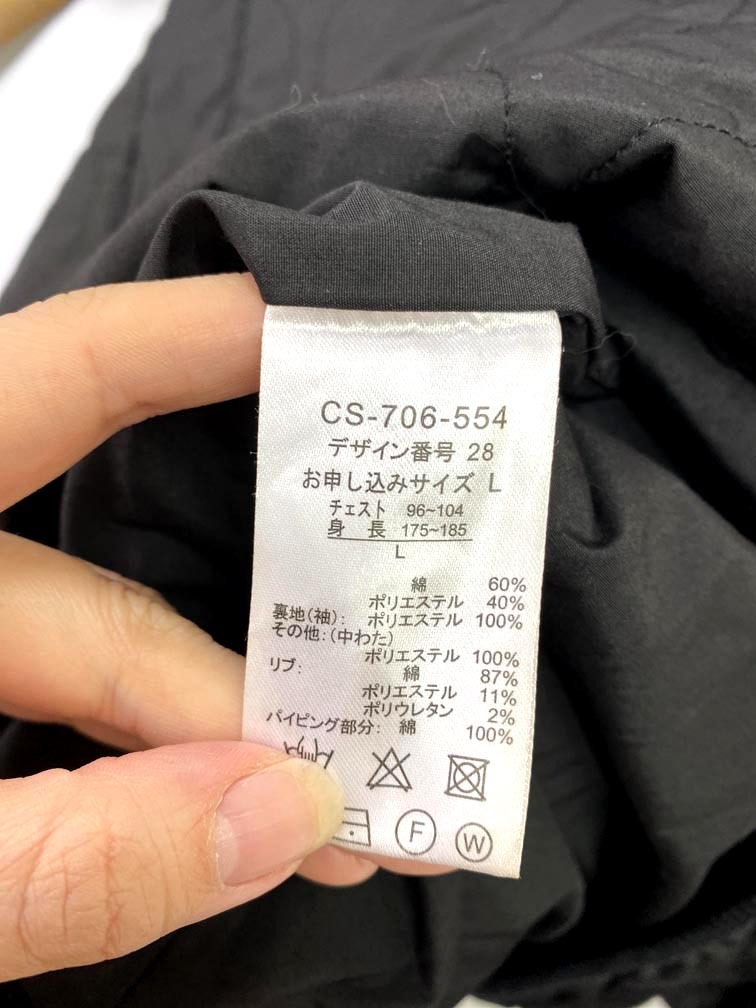 CS-706-554
デザイン番号 28
お申し込みサイズ L
チェスト 96~104
身 長 175~185
L
綿 60%
ポリエステル 40%
裏地(袖): ポリエステル 100%
その他:(中わた)
ポリエステル 100%
リブ: 綿 87%
ポリエステル 11%
ポリウレタン 2%
パイピング部分: 綿 100%
F W